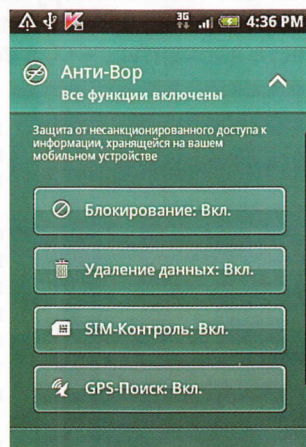 3G 4:36 PM
Анти-Вор
Все функции включены
Защита от несанкционированного доступа к
информации, хранящейся на вашем
мобильном устройстве
Блокирование: Вкл.
Удаление данных: Вкл.
SIM-Контроль: Вкл.
GPS-Поиск: Вкл.